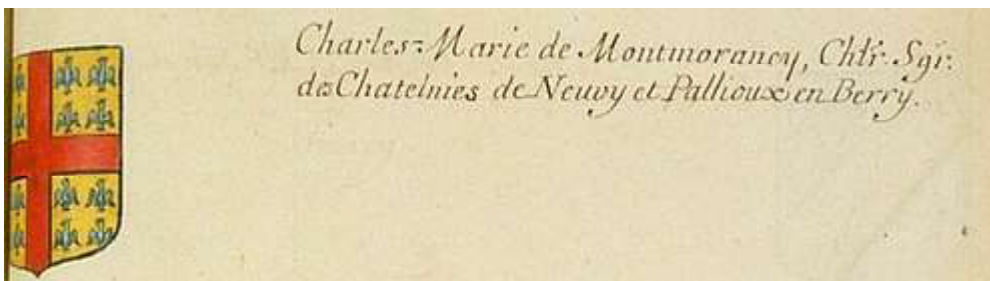 Charles-Marie de Montmorancy, Chlr. Sgr.
des Chatelnies de Neuvy et Pallioux en Berry.